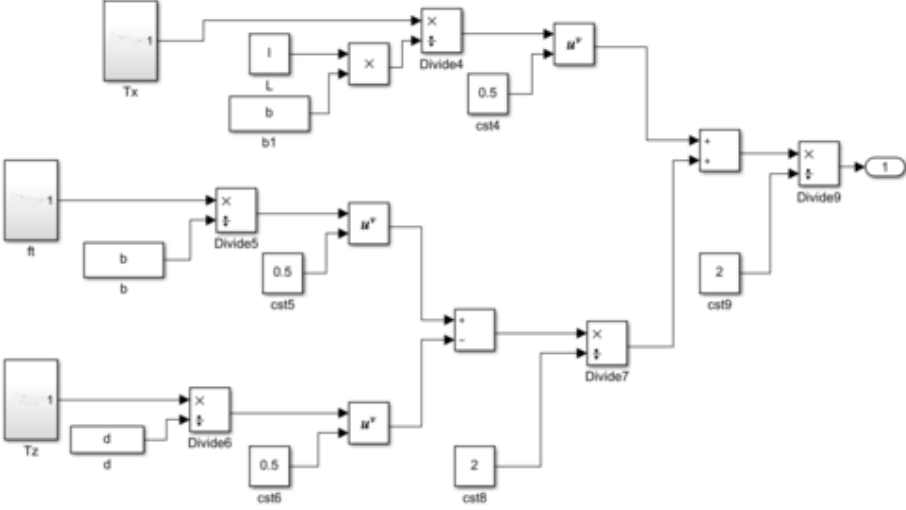 1
Tx
l
L
b
b1
×
×
÷
Divide4
0.5
cst4
u^v
+
+
×
÷
Divide9
1
1
ft
b
b
×
÷
Divide5
0.5
cst5
u^v
2
cst9
+
−
×
÷
Divide7
1
Tz
d
d
×
÷
Divide6
0.5
cst6
u^v
2
cst8